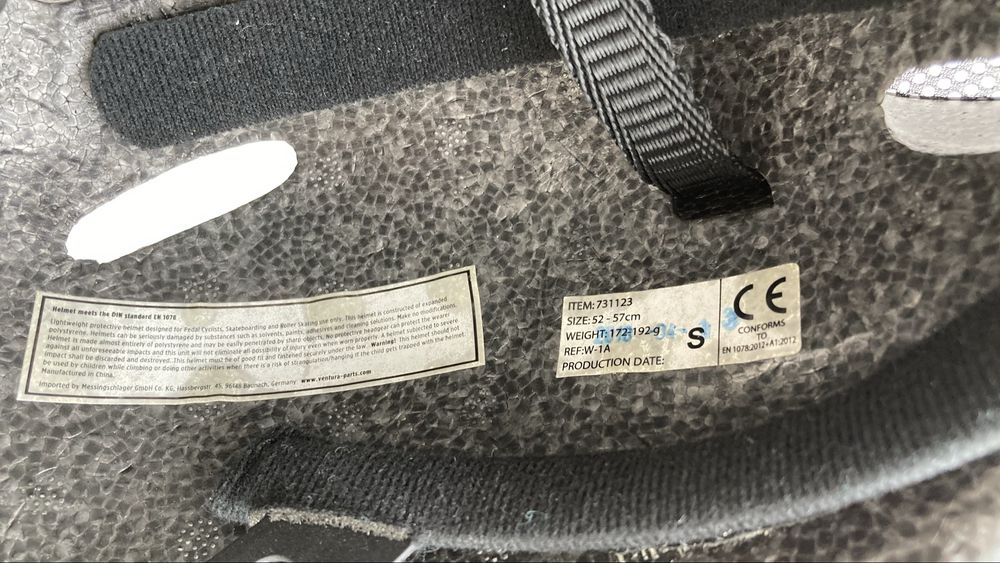 Helmet meets the DIN standard EN 1078
Lightweight protective helmet designed for Pedal Cyclists, Skateboarding and Roller Skating use only. This helmet is constructed of expanded
polystyrene. Helmets can be seriously damaged by substances such as petrol, paints, adhesives and cleaning solutions. Make no modifications.
Helmet is made almost entirely of polystyrene and may be easily penetrated by sharp objects. No protective headgear can protect the wearer
against all unforeseeable impacts and this unit will not eliminate all possibility of injury even when worn properly. Warning! This helmet subjected to severe
impact shall be discarded and destroyed. This helmet must be of good fit and fastened securely under the jaw. Warning! This helmet should not
be used by children while climbing or doing other activities when there is a risk of strangulation/hanging if the child gets trapped with the helmet.
Manufactured in China.
Imported by Messingschlager GmbH Co. KG, Hassbergstr. 45, 96148 Baunach, Germany www.ventura-parts.com
ITEM: 731123
SIZE: 52 - 57cm
WEIGHT: 172-192 g
REF: W-1A
PRODUCTION DATE:
S
CE
CONFORMS
TO
EN 1078:2012+A1:2012